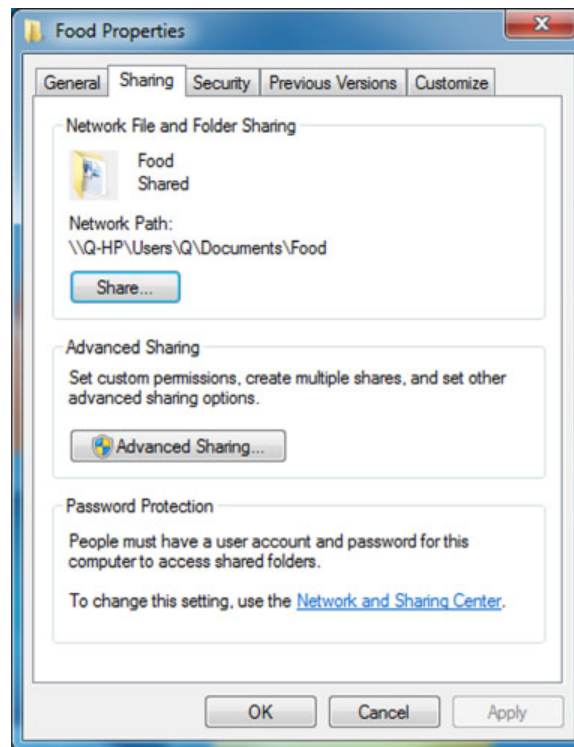 Food Properties
General Sharing Security Previous Versions Customize
Network File and Folder Sharing
Food
Shared
Network Path:
\\Q-HP\Users\Q\Documents\Food
Share...
Advanced Sharing
Set custom permissions, create multiple shares, and set other
advanced sharing options.
Advanced Sharing...
Password Protection
People must have a user account and password for this
computer to access shared folders.
To change this setting, use the Network and Sharing Center.
OK Cancel Apply